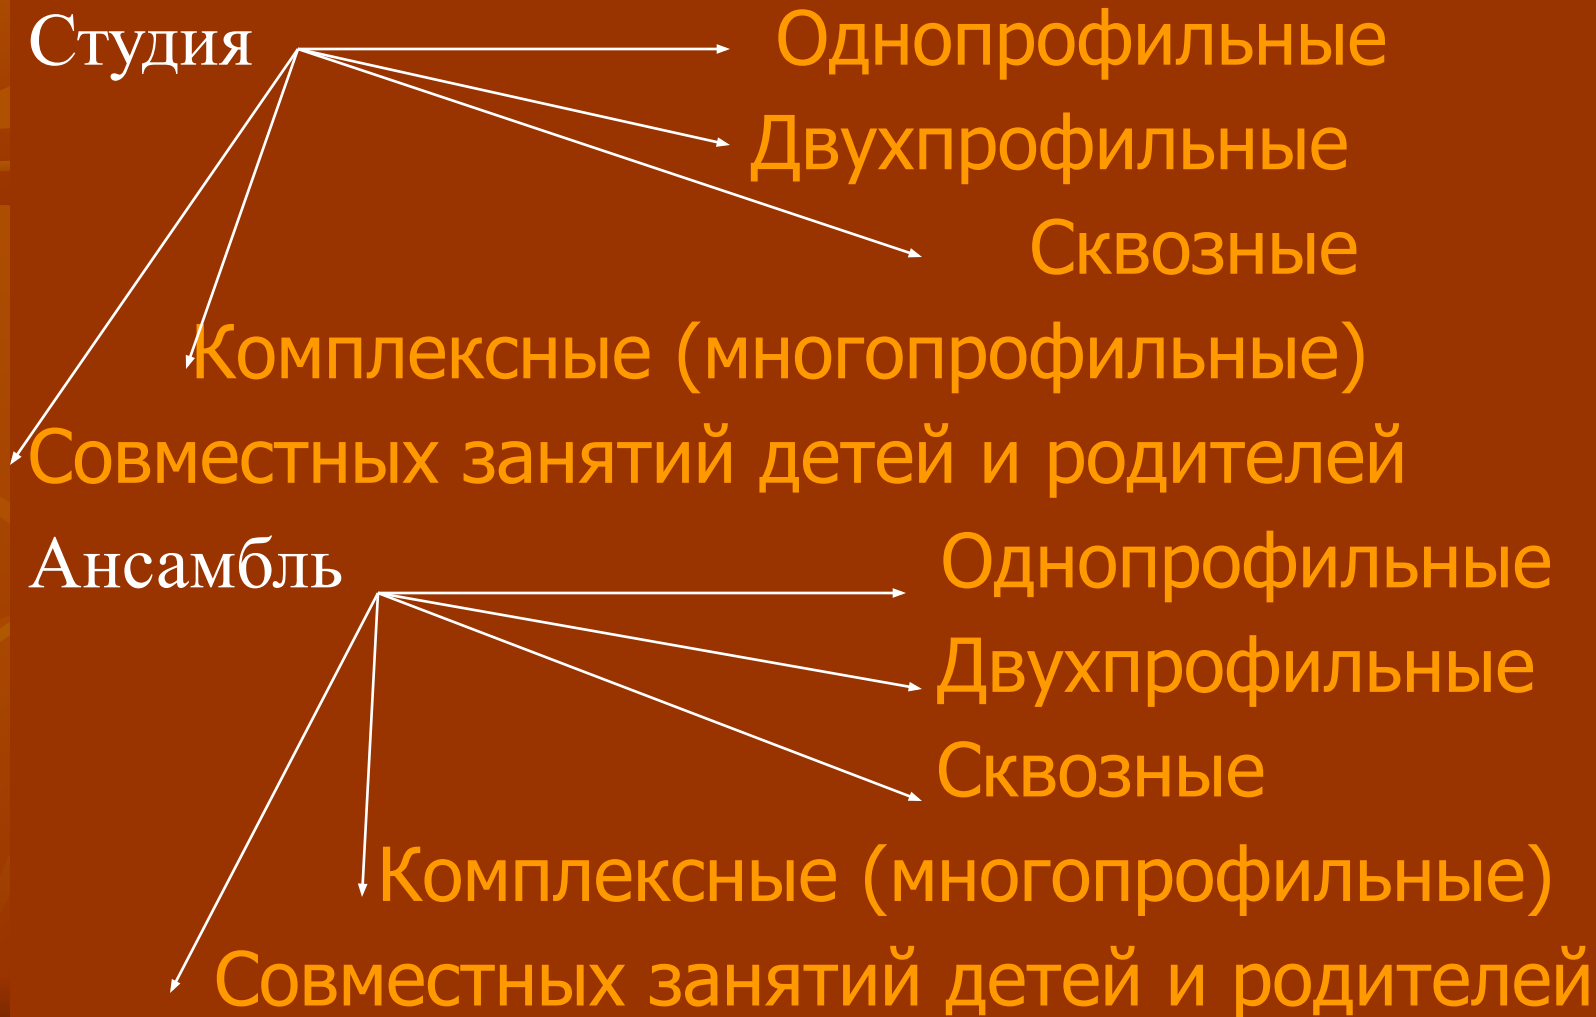 Студия Однопрофильные
Двухпрофильные
Сквозные
Комплексные (многопрофильные)
Совместных занятий детей и родителей
Ансамбль Однопрофильные
Двухпрофильные
Сквозные
Комплексные (многопрофильные)
Совместных занятий детей и родителей